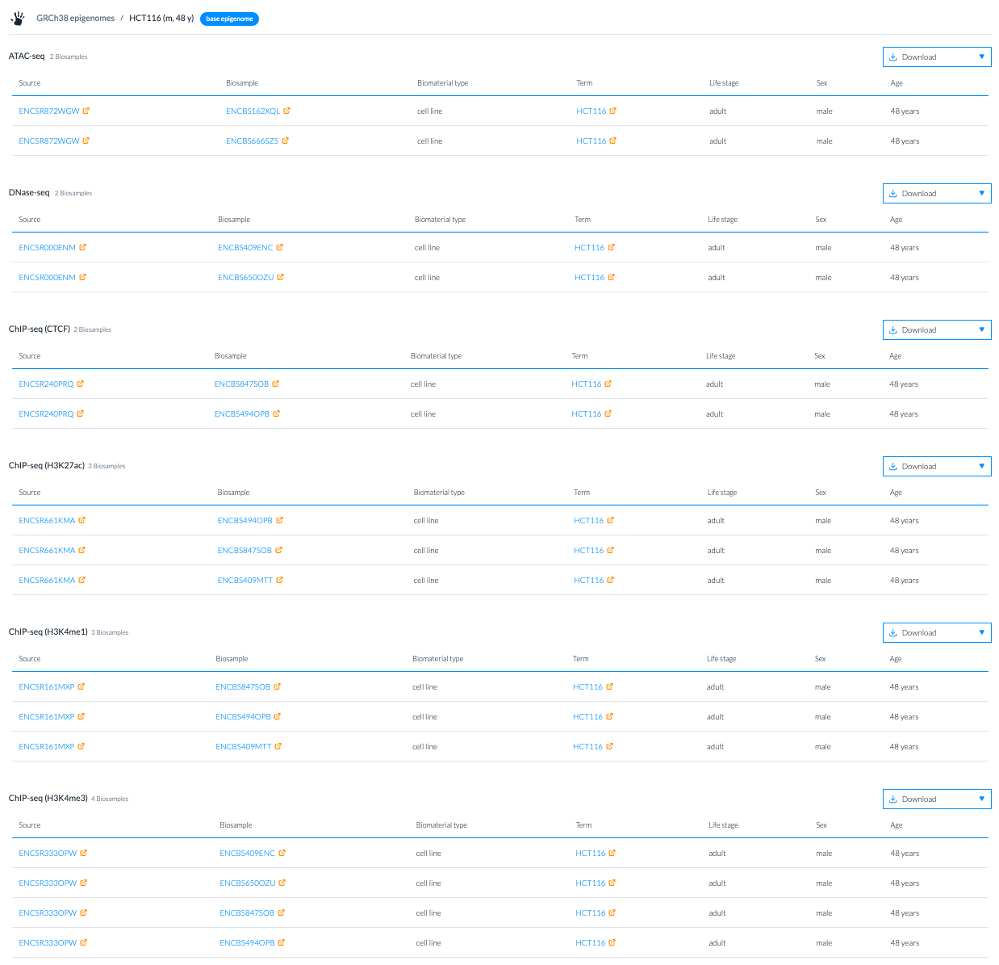 GRCh38 epigenomes / HCT116 (m, 48 y) base epigenome
ATAC-seq 2 Biosamples Download
Source Biosample Biomaterial type Term Life stage Sex Age
ENCSR872WGW ENCBS162XQL cell line HCT116 adult male 48 years
ENCSR872WGW ENCBS666SZS cell line HCT116 adult male 48 years
DNase-seq 2 Biosamples Download
Source Biosample Biomaterial type Term Life stage Sex Age
ENCSR000ENM ENCBS409ENC cell line HCT116 adult male 48 years
ENCSR000ENM ENCBS650OZU cell line HCT116 adult male 48 years
ChIP-seq (CTCF) 2 Biosamples Download
Source Biosample Biomaterial type Term Life stage Sex Age
ENCSR240PRQ ENCBS847SOB cell line HCT116 adult male 48 years
ENCSR240PRQ ENCBS494OPB cell line HCT116 adult male 48 years
ChIP-seq (H3K27ac) 3 Biosamples Download
Source Biosample Biomaterial type Term Life stage Sex Age
ENCSR661KMA ENCBS494OPB cell line HCT116 adult male 48 years
ENCSR661KMA ENCBS847SOB cell line HCT116 adult male 48 years
ENCSR661KMA ENCBS409MTT cell line HCT116 adult male 48 years
ChIP-seq (H3K4me1) 3 Biosamples Download
Source Biosample Biomaterial type Term Life stage Sex Age
ENCSR161MXP ENCBS847SOB cell line HCT116 adult male 48 years
ENCSR161MXP ENCBS494OPB cell line HCT116 adult male 48 years
ENCSR161MXP ENCBS409MTT cell line HCT116 adult male 48 years
ChIP-seq (H3K4me3) 4 Biosamples Download
Source Biosample Biomaterial type Term Life stage Sex Age
ENCSR333OPW ENCBS409ENC cell line HCT116 adult male 48 years
ENCSR333OPW ENCBS650OZU cell line HCT116 adult male 48 years
ENCSR333OPW ENCBS847SOB cell line HCT116 adult male 48 years
ENCSR333OPW ENCBS494OPB cell line HCT116 adult male 48 years